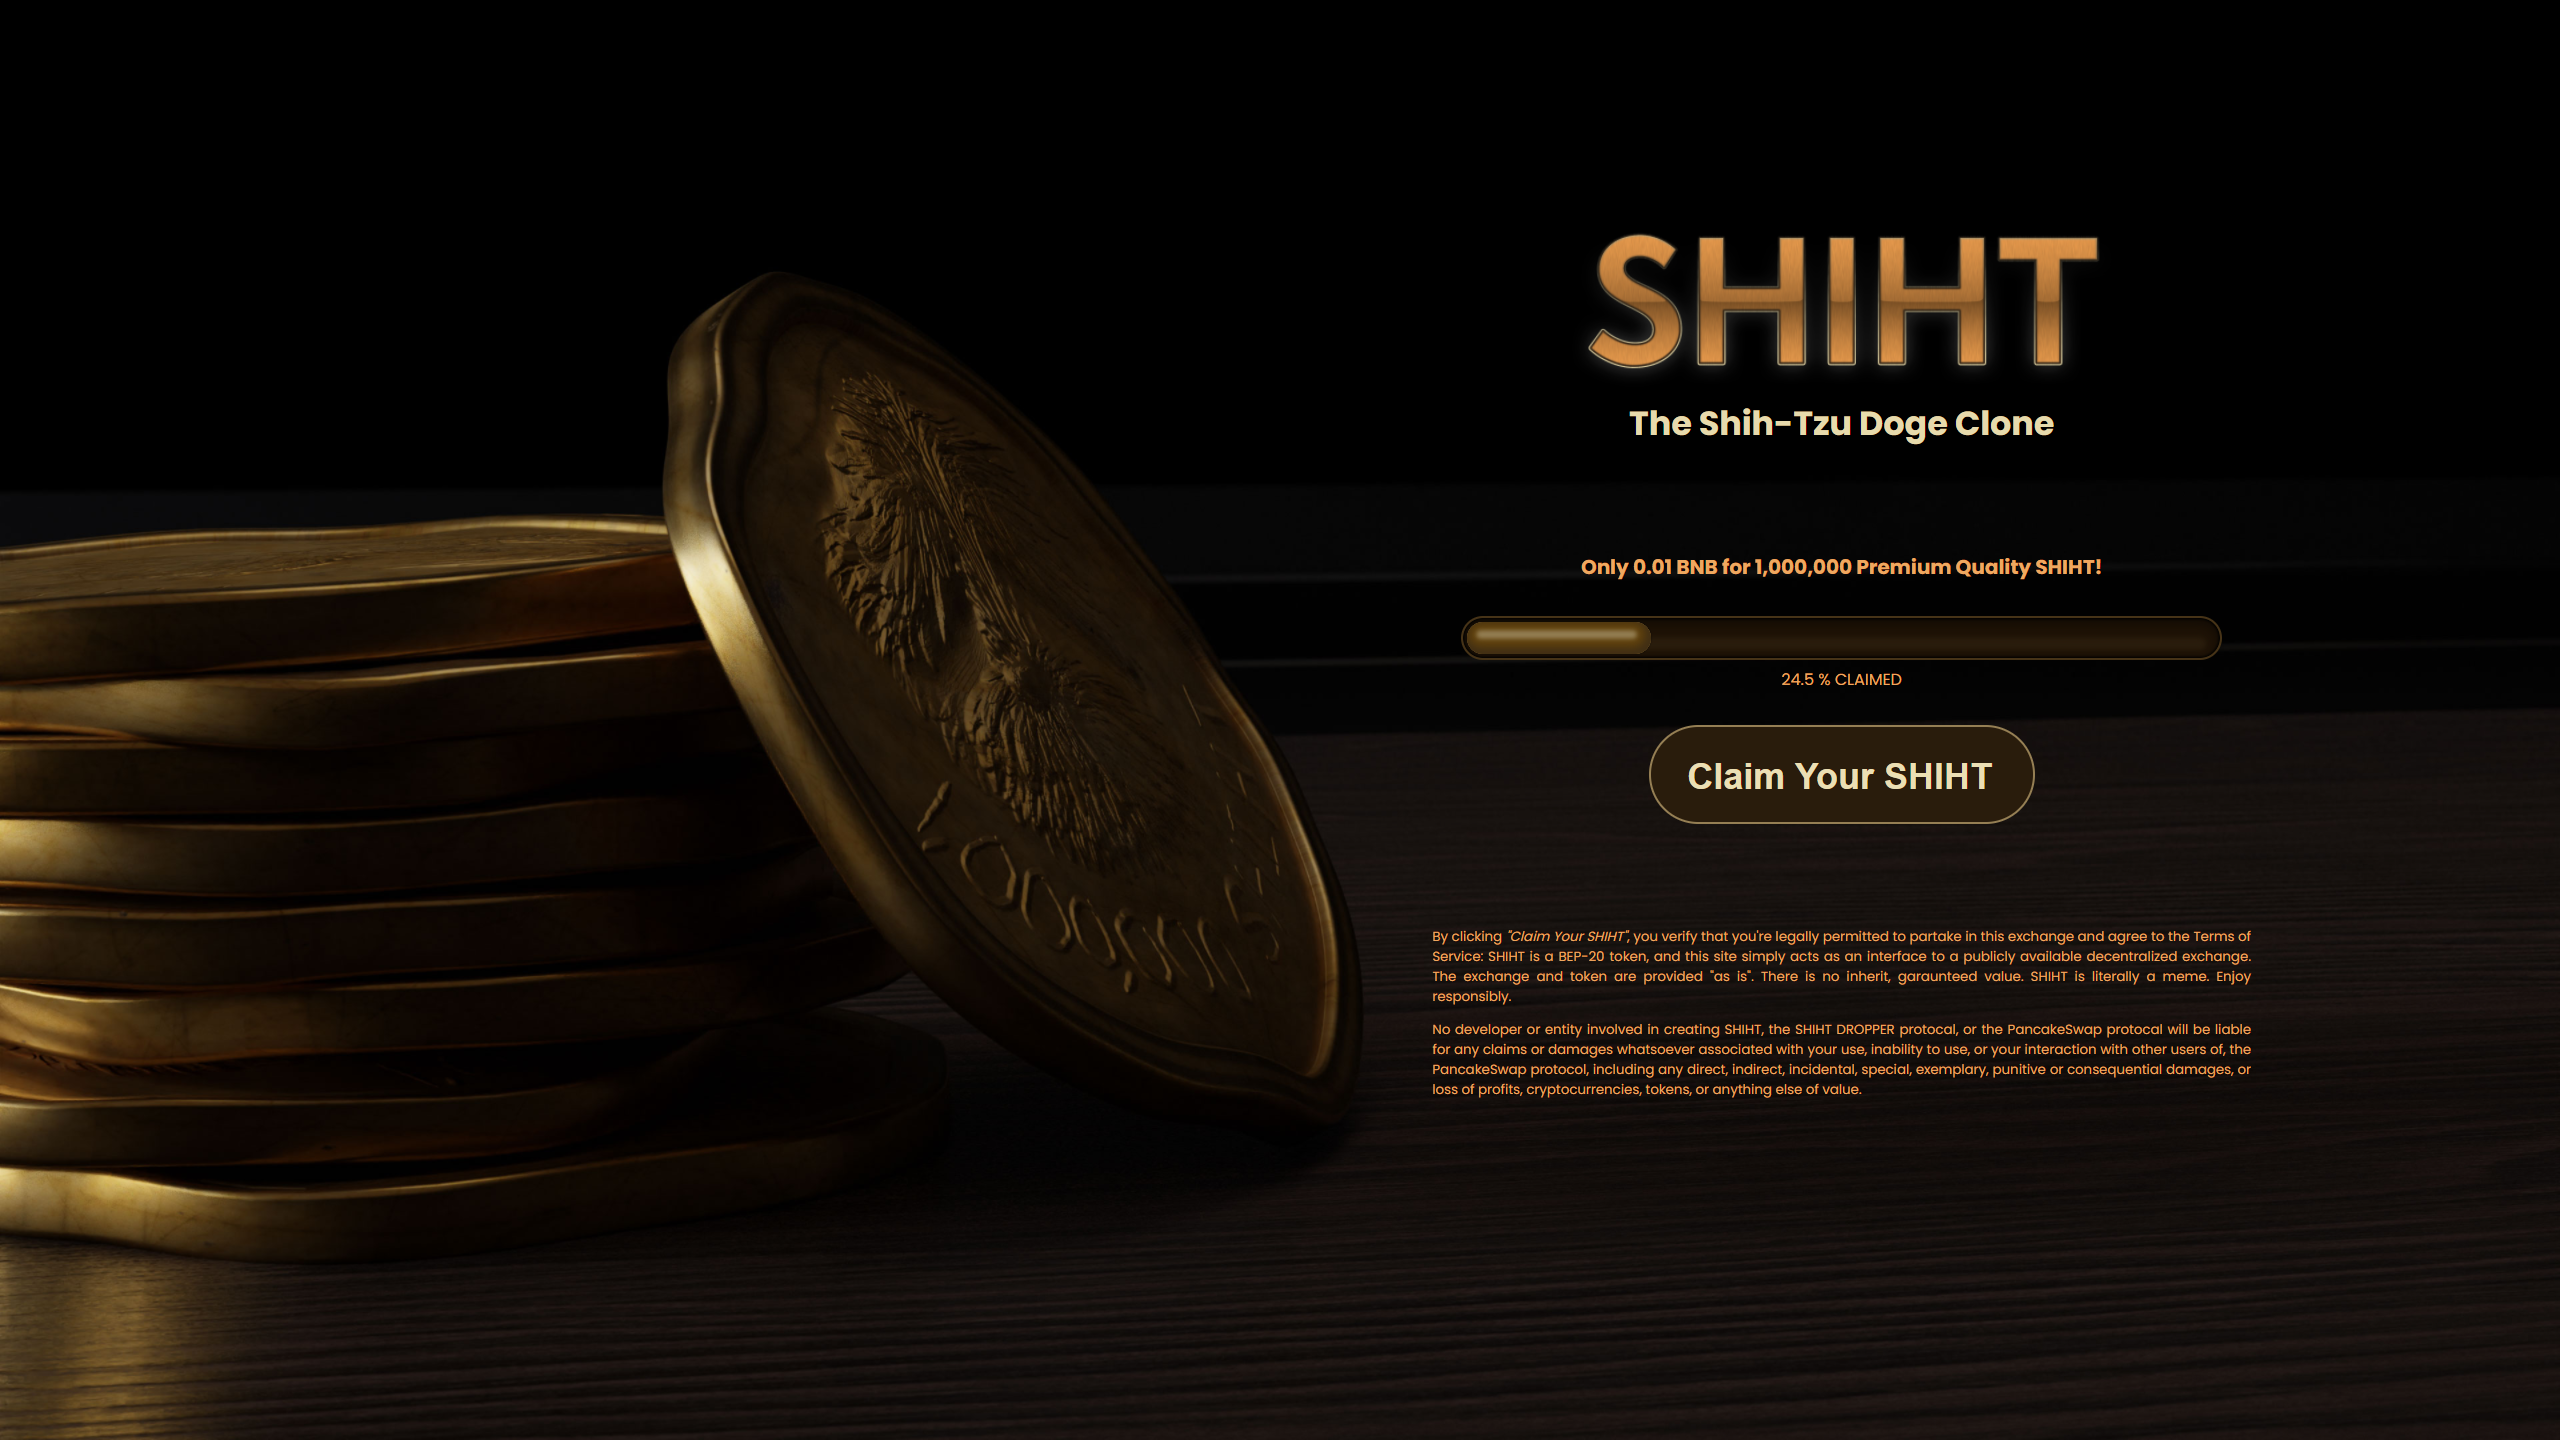 SHIHT
The Shih-Tzu Doge Clone
Only 0.01 BNB for 1,000,000 Premium Quality SHIHT!
24.5 % CLAIMED
Claim Your SHIHT
By clicking "Claim Your SHIHT", you verify that you're legally permitted to partake in this exchange and agree to the Terms of
Service: SHIHT is a BEP-20 token, and this site simply acts as an interface to a publicly available decentralized exchange.
The exchange and token are provided "as is". There is no inherit, garaunteed value. SHIHT is literally a meme. Enjoy
responsibly.
No developer or entity involved in creating SHIHT, the SHIHT DROPPER protocal, or the PancakeSwap protocal will be liable
for any claims or damages whatsoever associated with your use, inability to use, or your interaction with other users of, the
PancakeSwap protocol, including any direct, indirect, incidental, special, exemplary, punitive or consequential damages, or
loss of profits, cryptocurrencies, tokens, or anything else of value.